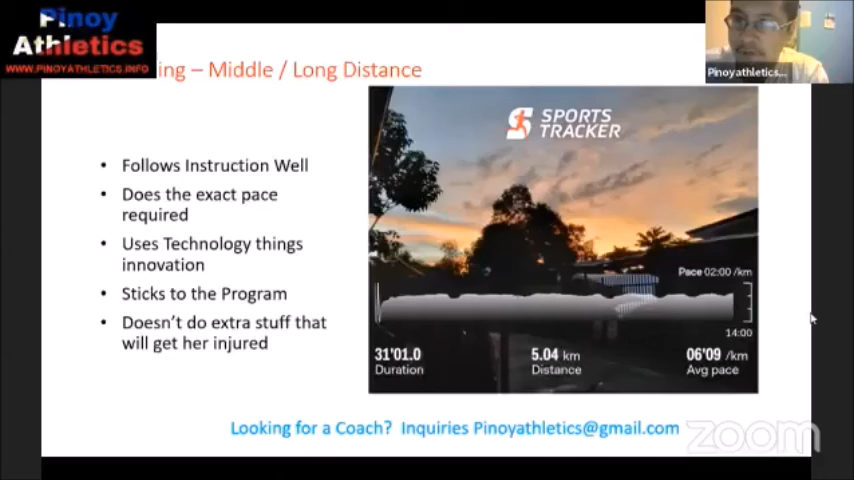 Pinoy
Athletics
WWW.PINOYATHLETICS.INFO
ing – Middle / Long Distance
Pinoyathletics...
SPORTS
TRACKER
• Follows Instruction Well
• Does the exact pace
required
• Uses Technology things
innovation
• Sticks to the Program
• Doesn't do extra stuff that
will get her injured
Pace 02:00 /km
14:00
31'01.0
Duration
5.04 km
Distance
06'09 /km
Avg pace
Looking for a Coach? Inquiries Pinoyathletics@gmail.com
zoom